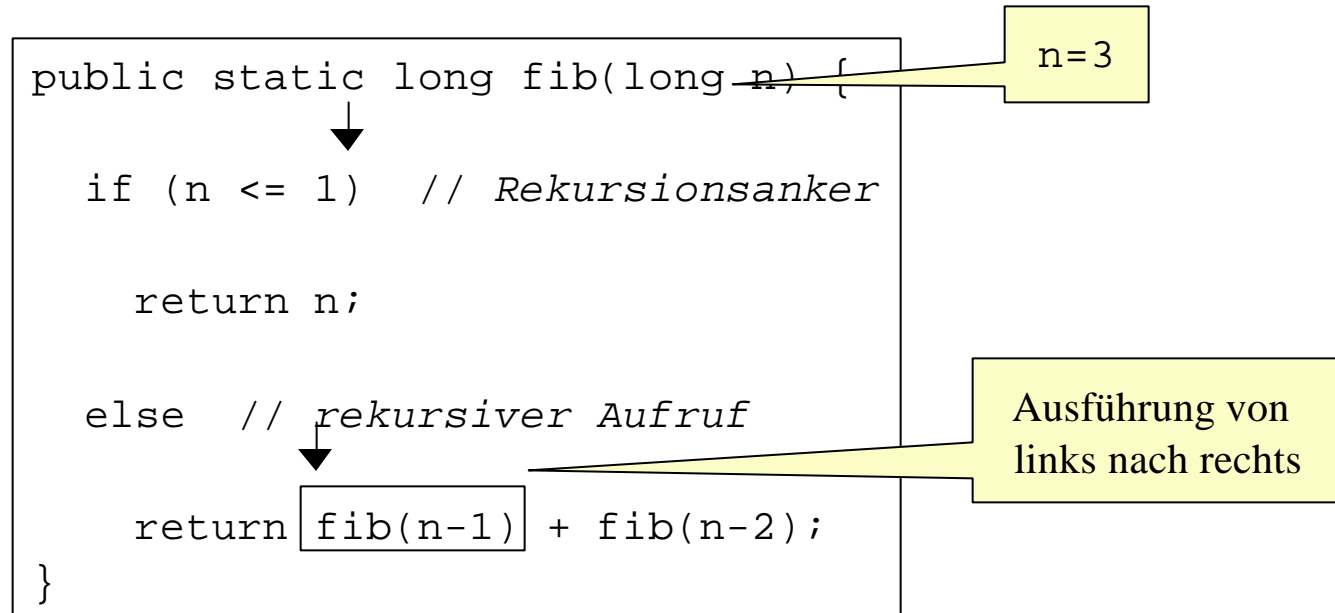 public static long fib(long n) {
n=3
if (n <= 1) // Rekursionsanker
return n;
else // rekursiver Aufruf
Ausführung von
links nach rechts
return fib(n-1) + fib(n-2);
}